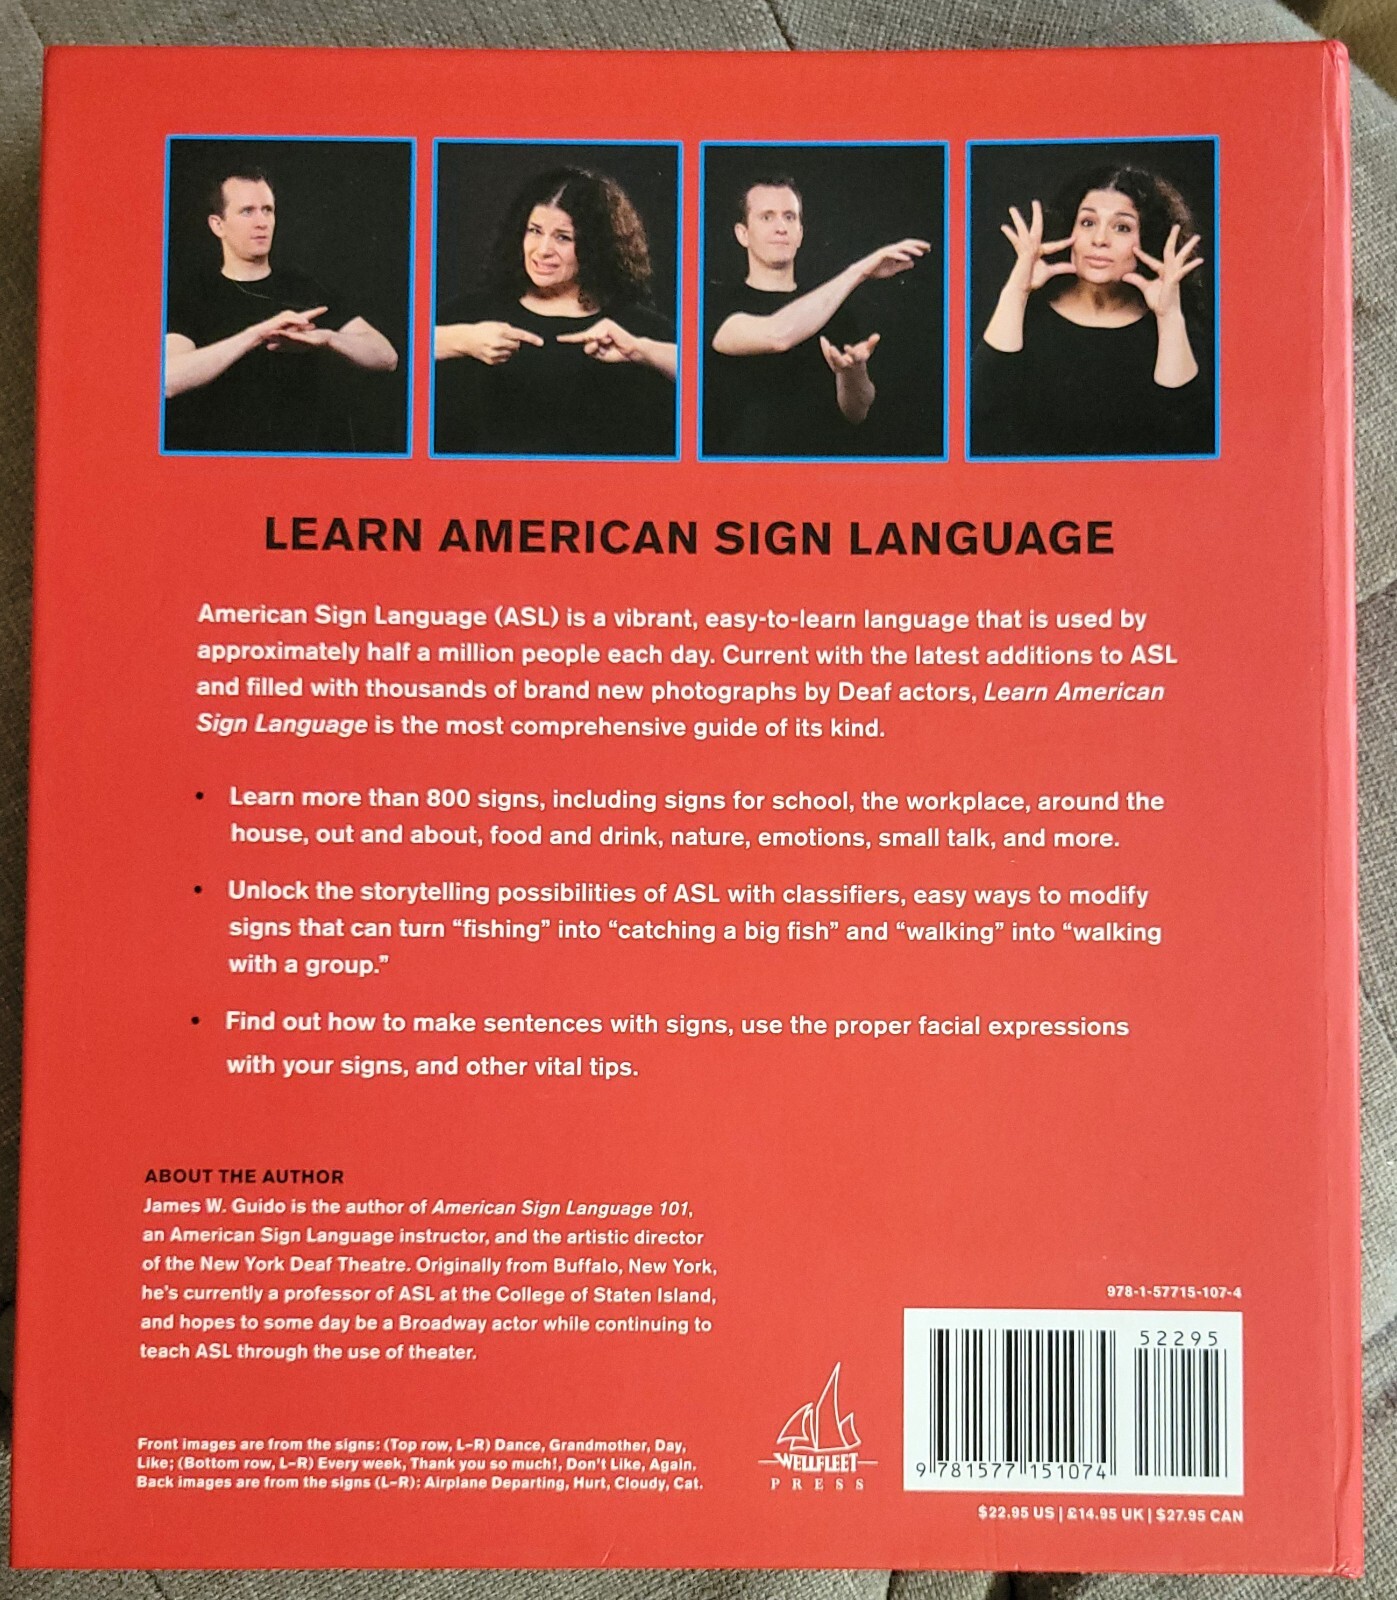 LEARN AMERICAN SIGN LANGUAGE
American Sign Language (ASL) is a vibrant, easy-to-learn language that is used by
approximately half a million people each day. Current with the latest additions to ASL
and filled with thousands of brand new photographs by Deaf actors, Learn American
Sign Language is the most comprehensive guide of its kind.
• Learn more than 800 signs, including signs for school, the workplace, around the
house, out and about, food and drink, nature, emotions, small talk, and more.
• Unlock the storytelling possibilities of ASL with classifiers, easy ways to modify
signs that can turn “fishing” into “catching a big fish” and “walking” into “walking
with a group.”
• Find out how to make sentences with signs, use the proper facial expressions
with your signs, and other vital tips.
ABOUT THE AUTHOR
James W. Guido is the author of American Sign Language 101,
an American Sign Language instructor, and the artistic director
of the New York Deaf Theatre. Originally from Buffalo, New York,
he's currently a professor of ASL at the College of Staten Island,
and hopes to some day be a Broadway actor while continuing to
teach ASL through the use of theater.
Front images are from the signs: (Top row, L–R) Dance, Grandmother, Day,
Like; (Bottom row, L–R) Every week, Thank you so much!, Don't Like, Again.
Back images are from the signs (L–R): Airplane Departing, Hurt, Cloudy, Cat.
WELLFLEET
PRESS
978-1-57715-107-4
52295
9 781577 151074
$22.95 US | £14.95 UK | $27.95 CAN